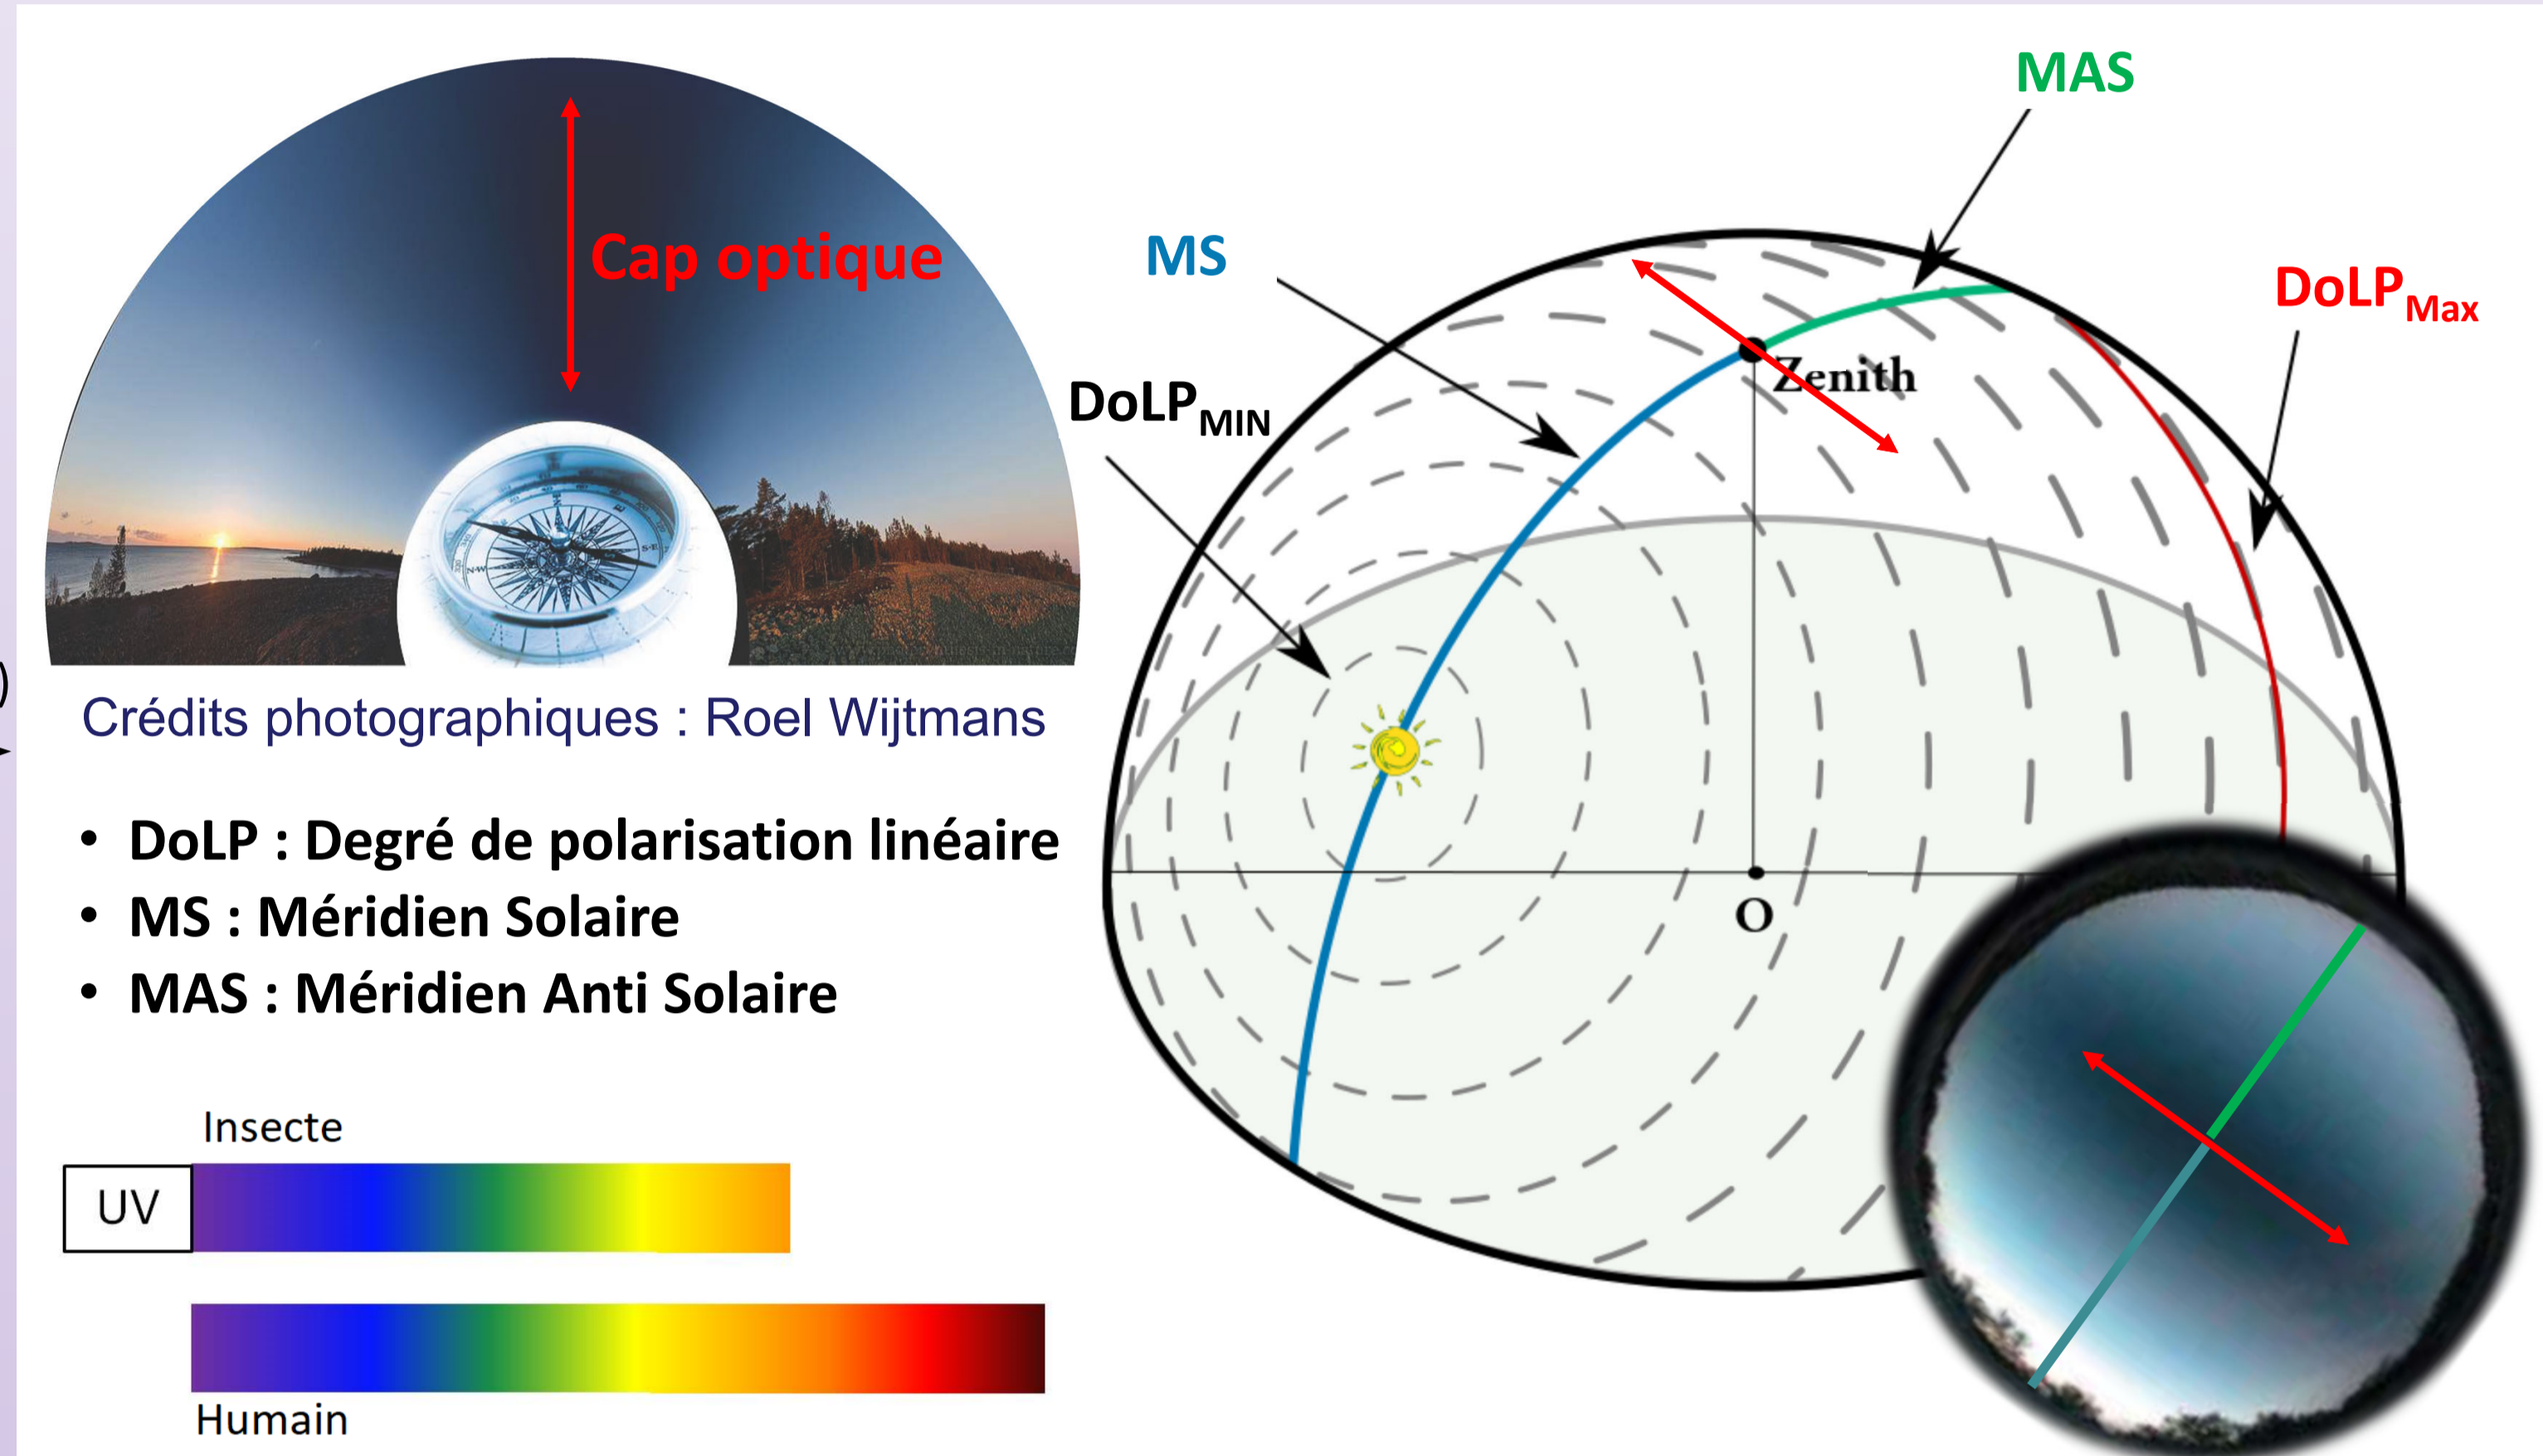 Cap optique
MAS
MS
DoLPMax
DoLPMIN
Zenith
O
Crédits photographiques : Roel Wijtmans
• DoLP : Degré de polarisation linéaire
• MS : Méridien Solaire
• MAS : Méridien Anti Solaire
Insecte
UV
Humain
)